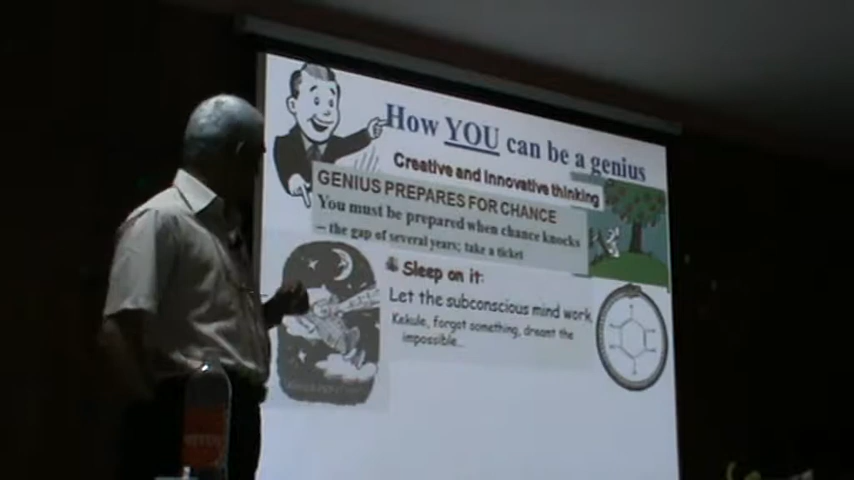 How YOU can be a genius
Creative and Innovative thinking
GENIUS PREPARES FOR CHANCE
You must be prepared when chance knocks
– the gap of several years; take a ticket
Sleep on it:
Let the subconscious mind work
Kekule, forgot something, dreamt the
impossible...